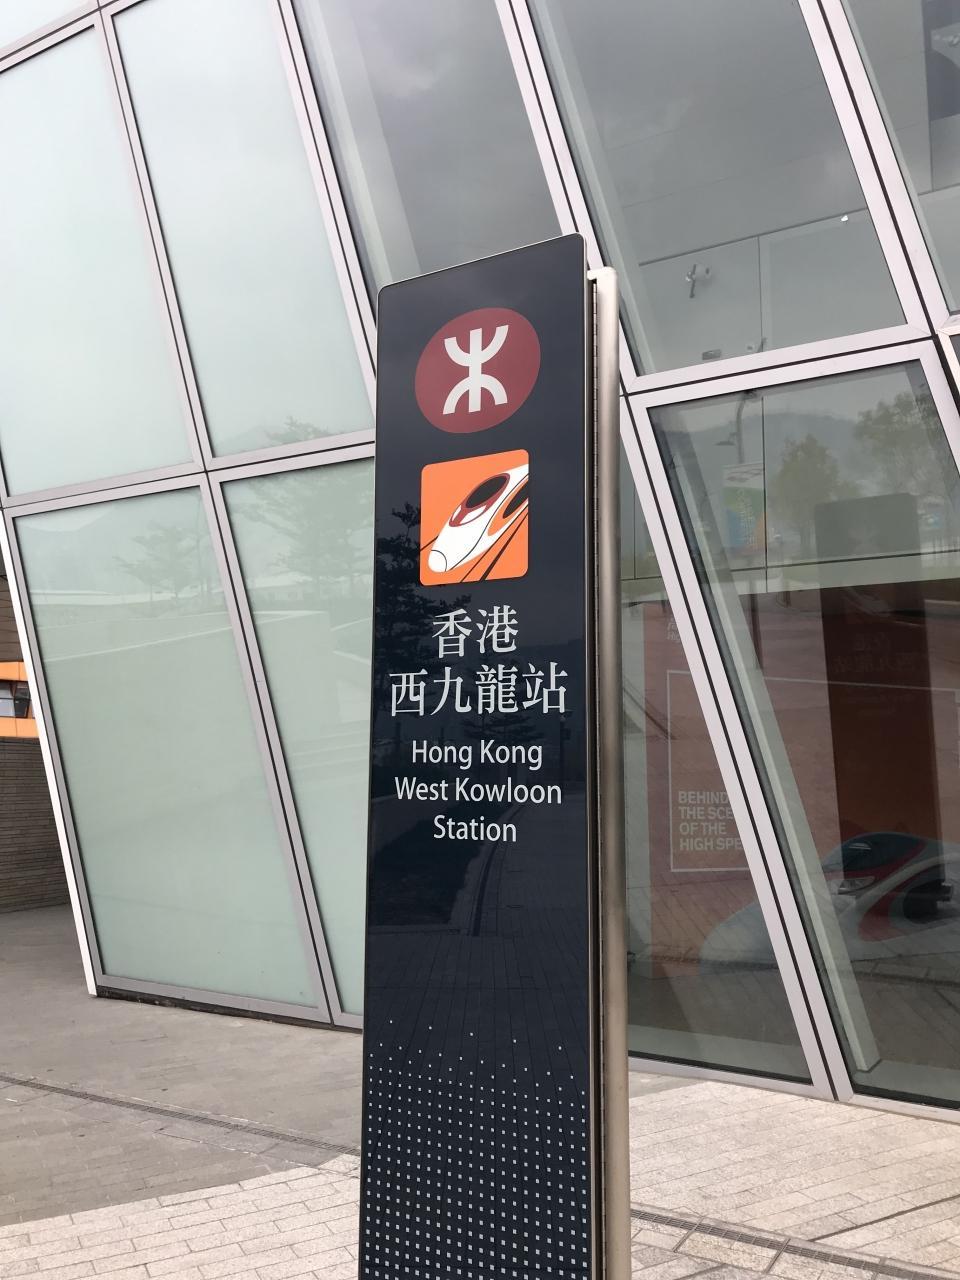 香港
西九龍站
Hong Kong
West Kowloon
Station
BEHIND
THE SCE
OF THE
HIGH SPE